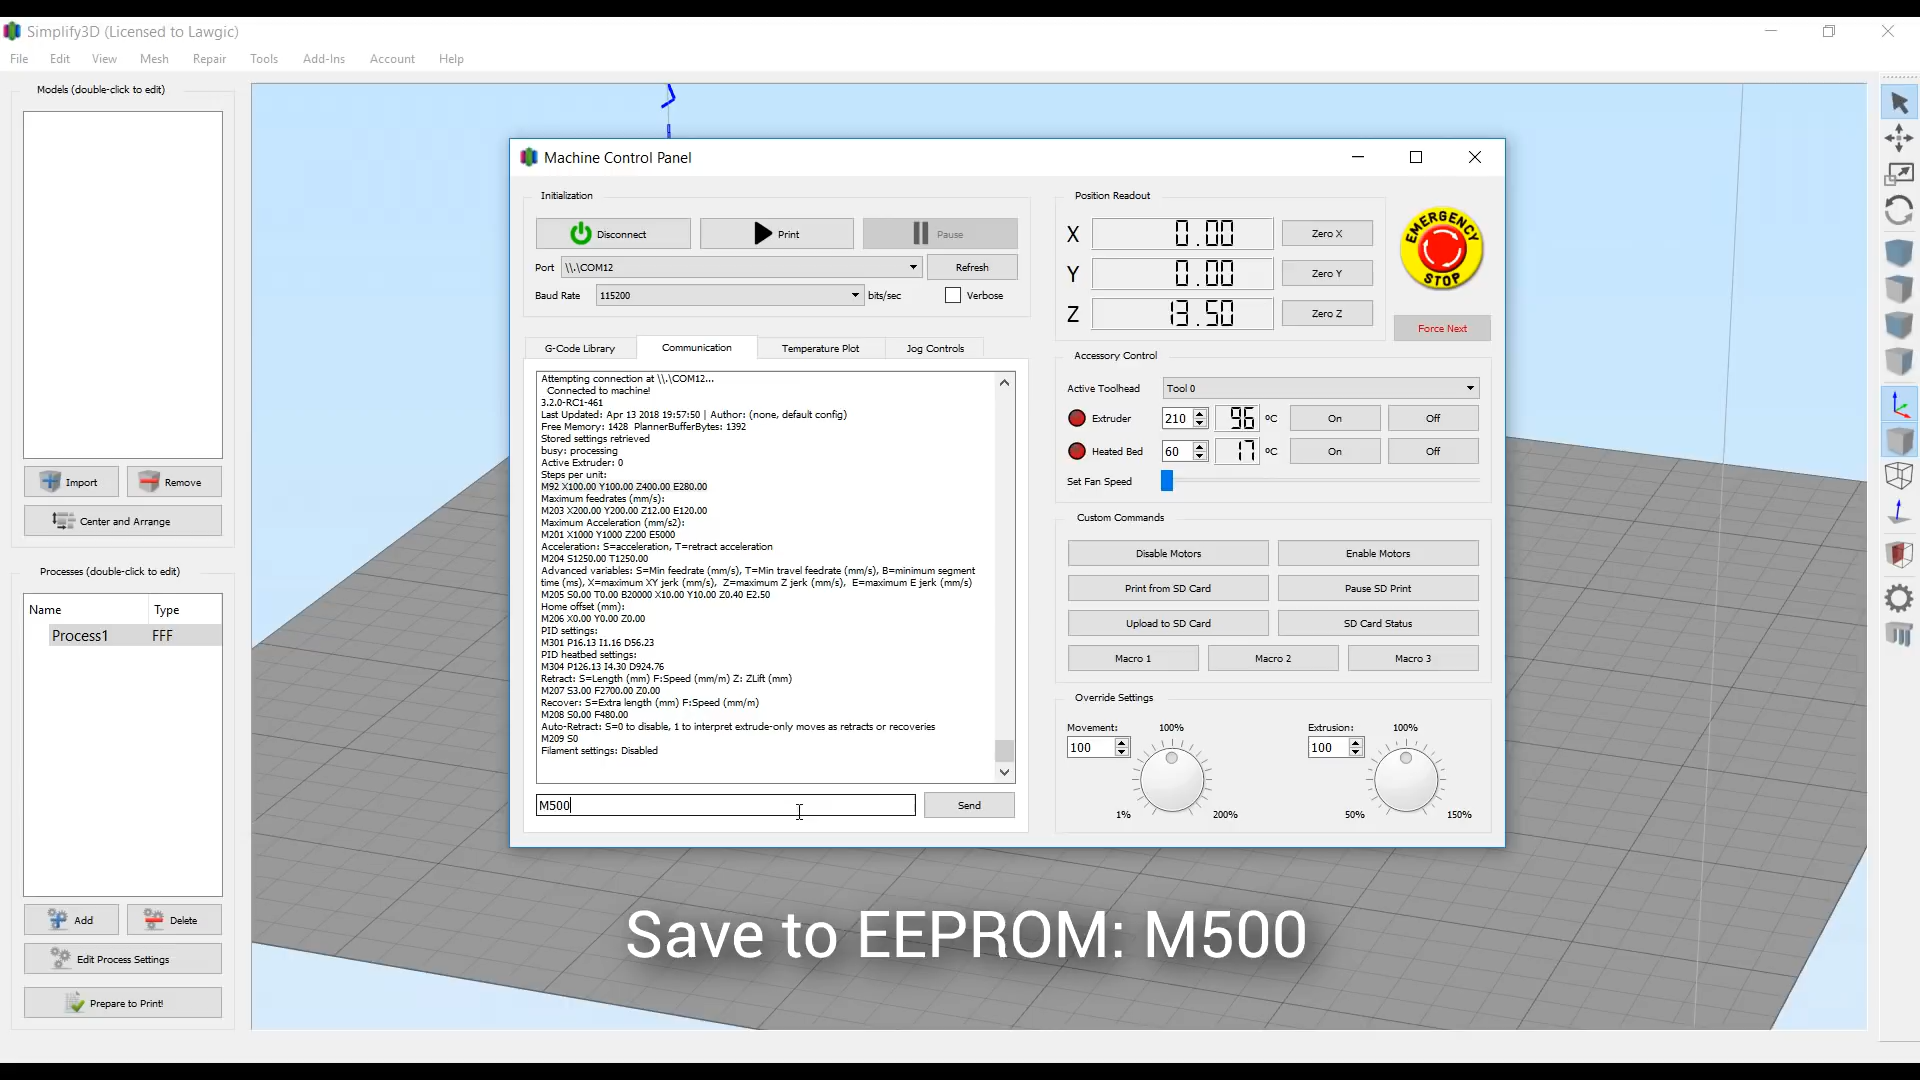 Simplify3D (Licensed to Lawgic)
File Edit View Mesh Repair Tools Add-Ins Account Help
Models (double-click to edit)
Import
Remove
Center and Arrange
Processes (double-click to edit)
Name Type
Process1 FFF
Add
Delete
Edit Process Settings
Prepare to Print!
Machine Control Panel
Initialization
Disconnect
Print
Pause
Port \\.\COM12
Refresh
Baud Rate 115200 bits/sec
Verbose
G-Code Library
Communication
Temperature Plot
Jog Controls
Attempting connection at \\.\COM12...
Connected to machine!
3.2.0-RC1-461
Last Updated: Apr 13 2018 19:57:50 | Author: (none, default config)
Free Memory: 1428 PlannerBufferBytes: 1392
Stored settings retrieved
busy: processing
Active Extruder: 0
Steps per unit:
M92 X100.00 Y100.00 Z400.00 E280.00
Maximum feedrates (mm/s):
M203 X200.00 Y200.00 Z12.00 E120.00
Maximum Acceleration (mm/s2):
M201 X1000 Y1000 Z200 E5000
Acceleration: S=acceleration, T=retract acceleration
M204 S1250.00 T1250.00
Advanced variables: S=Min feedrate (mm/s), T=Min travel feedrate (mm/s), B=minimum segment
time (ms), X=maximum XY jerk (mm/s), Z=maximum Z jerk (mm/s), E=maximum E jerk (mm/s)
M205 S0.00 T0.00 B20000 X10.00 Y10.00 Z0.40 E2.50
Home offset (mm):
M206 X0.00 Y0.00 Z0.00
PID settings:
M301 P16.13 I1.16 D56.23
PID heatbed settings:
M304 P126.13 I4.30 D924.76
Retract: S=Length (mm) F:Speed (mm/m) Z: ZLift (mm)
M207 S3.00 F2700.00 Z0.00
Recover: S=Extra length (mm) F:Speed (mm/m)
M208 S0.00 F480.00
Auto-Retract: S=0 to disable, 1 to interpret extrude-only moves as retracts or recoveries
M209 S0
Filament settings: Disabled
M500
Send
Position Readout
X 0.00 Zero X
Y 0.00 Zero Y
Z 13.50 Zero Z
EMERGENCY
STOP
Force Next
Accessory Control
Active Toolhead Tool 0
Extruder 210 96 ºC On Off
Heated Bed 60 17 ºC On Off
Set Fan Speed
Custom Commands
Disable Motors
Enable Motors
Print from SD Card
Pause SD Print
Upload to SD Card
SD Card Status
Macro 1
Macro 2
Macro 3
Override Settings
Movement: 100%
100
1% 200%
Extrusion: 100%
100
50% 150%
Save to EEPROM: M500